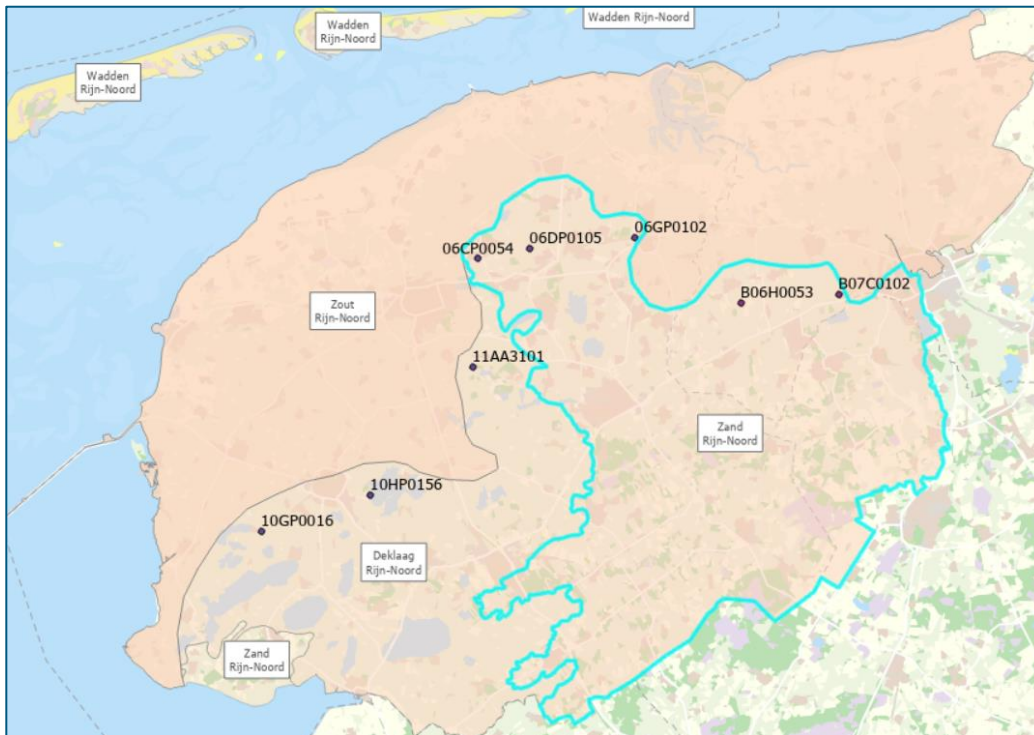 Wadden
Rijn-Noord
Wadden
Rijn-Noord
Wadden
Rijn-Noord
06GP0102
06DP0105
06CP0054
B07C0102
B06H0053
Zout
Rijn-Noord
11AA3101
Zand
Rijn-Noord
10HP0156
10GP0016
Deklaag
Rijn-Noord
Zand
Rijn-Noord